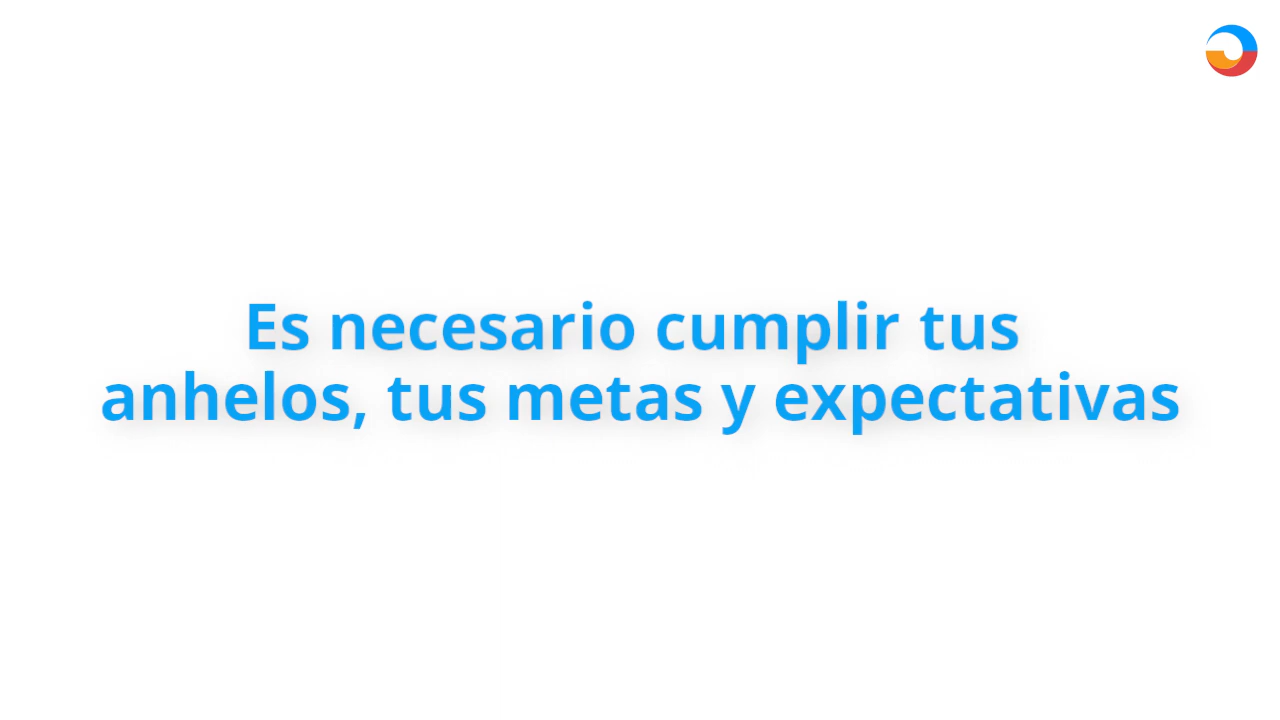 Es necesario cumplir tus
anhelos, tus metas y expectativas